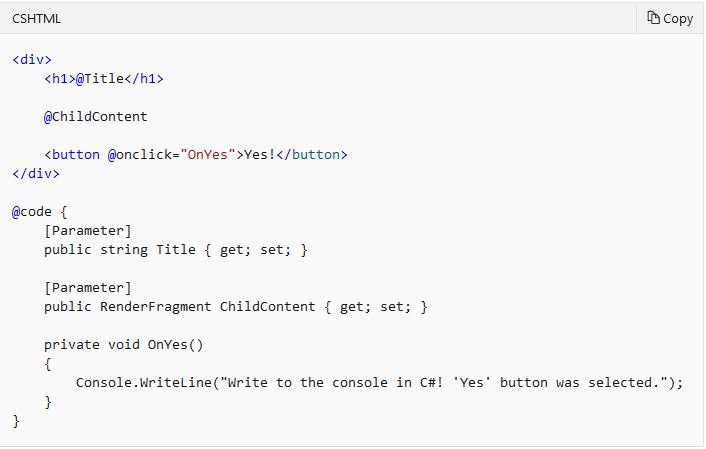 CSHTML
Copy
<div>
    <h1>@Title</h1>

    @ChildContent

    <button @onclick="OnYes">Yes!</button>
</div>

@code {
    [Parameter]
    public string Title { get; set; }

    [Parameter]
    public RenderFragment ChildContent { get; set; }

    private void OnYes()
    {
        Console.WriteLine("Write to the console in C#! 'Yes' button was selected.");
    }
}